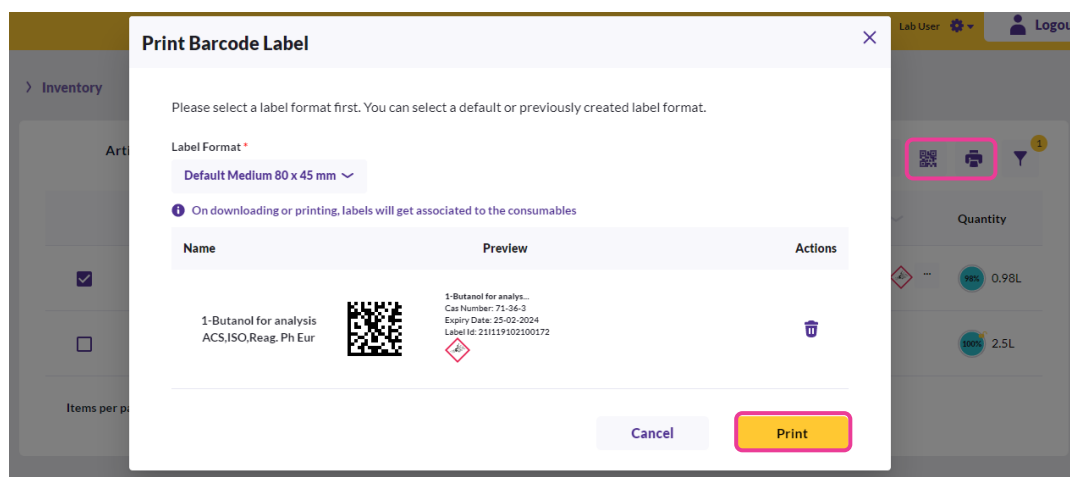 Lab User
Logou
Print Barcode Label
Inventory
Please select a label format first. You can select a default or previously created label format.
Arti
Label Format *
1
Default Medium 80 x 45 mm
On downloading or printing, labels will get associated to the consumables
Name Preview Actions
Quantity
1-Butanol for analysis
ACS,ISO,Reag. Ph Eur
1-Butanol for analys...
Cas Number: 71-36-3
Expiry Date: 25-02-2024
Label Id: 21I119102100172
...
98% 0.98L
100% 2.5L
Items per pa
Cancel
Print